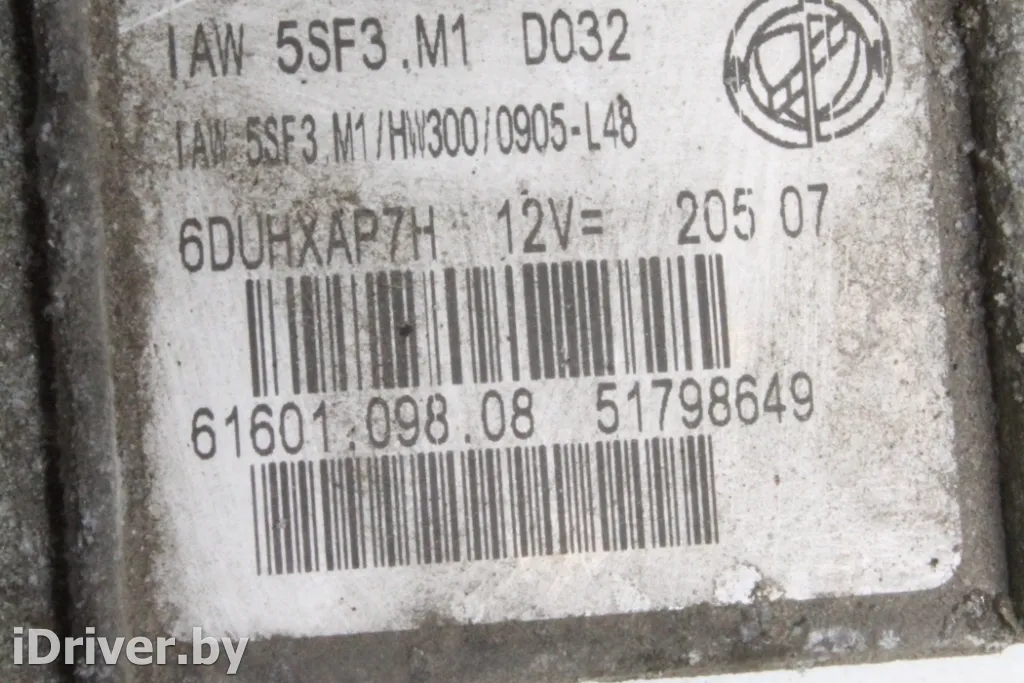 IAW 5SF3.M1 D032
IAW 5SF3.M1/HW300/0905-L48
6DUHXAP7H 12V= 205 07
61601.098.08 51798649
iDriver.by